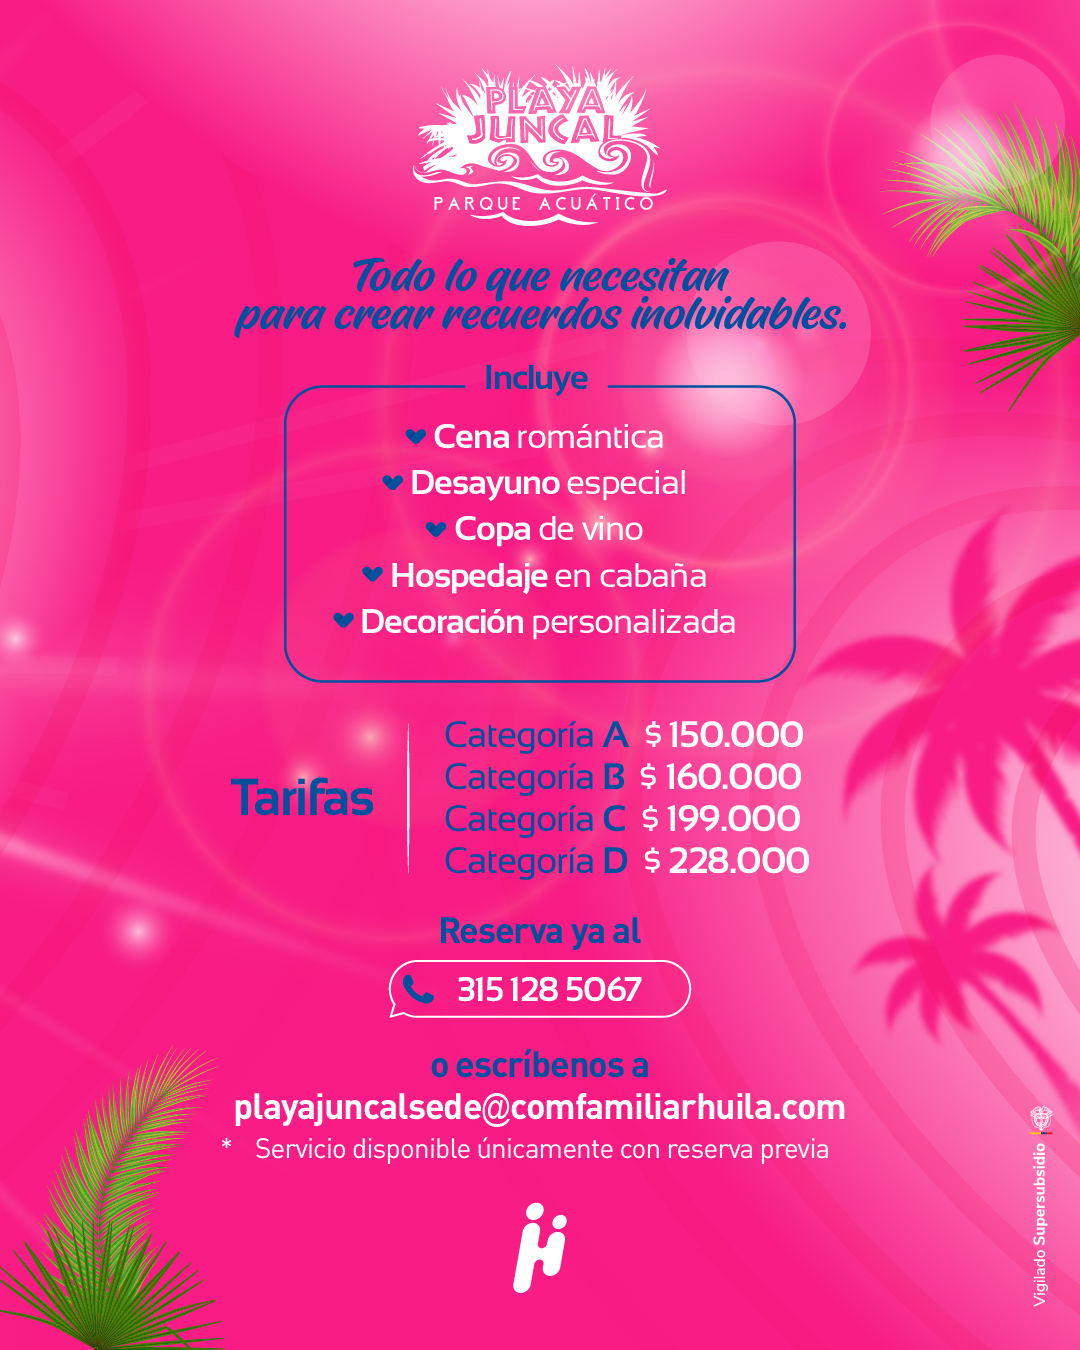 PLAYA
JUNCAL
PARQUE ACUÁTICO
Todo lo que necesitan
para crear recuerdos inolvidables.
Incluye
Cena romántica
Desayuno especial
Copa de vino
Hospedaje en cabaña
Decoración personalizada
Tarifas
Categoría A $ 150.000
Categoría B $ 160.000
Categoría C $ 199.000
Categoría D $ 228.000
Reserva ya al
315 128 5067
o escríbenos a
playajuncalsede@comfamiliarhuila.com
* Servicio disponible únicamente con reserva previa
Vigilado Supersubsidio